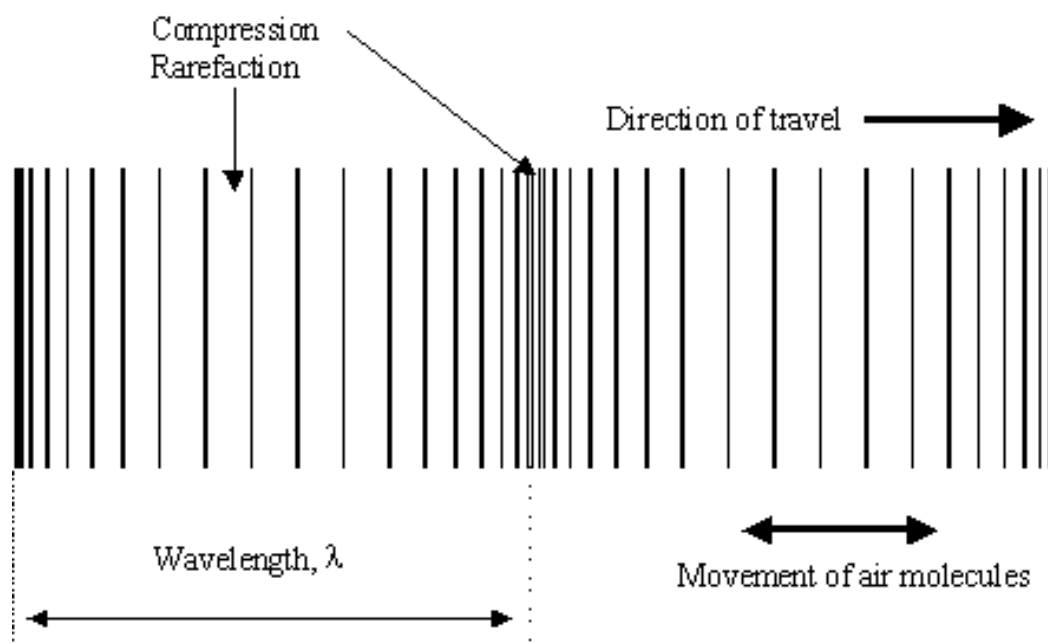 Compression
Rarefaction
Direction of travel
Wavelength, λ
Movement of air molecules